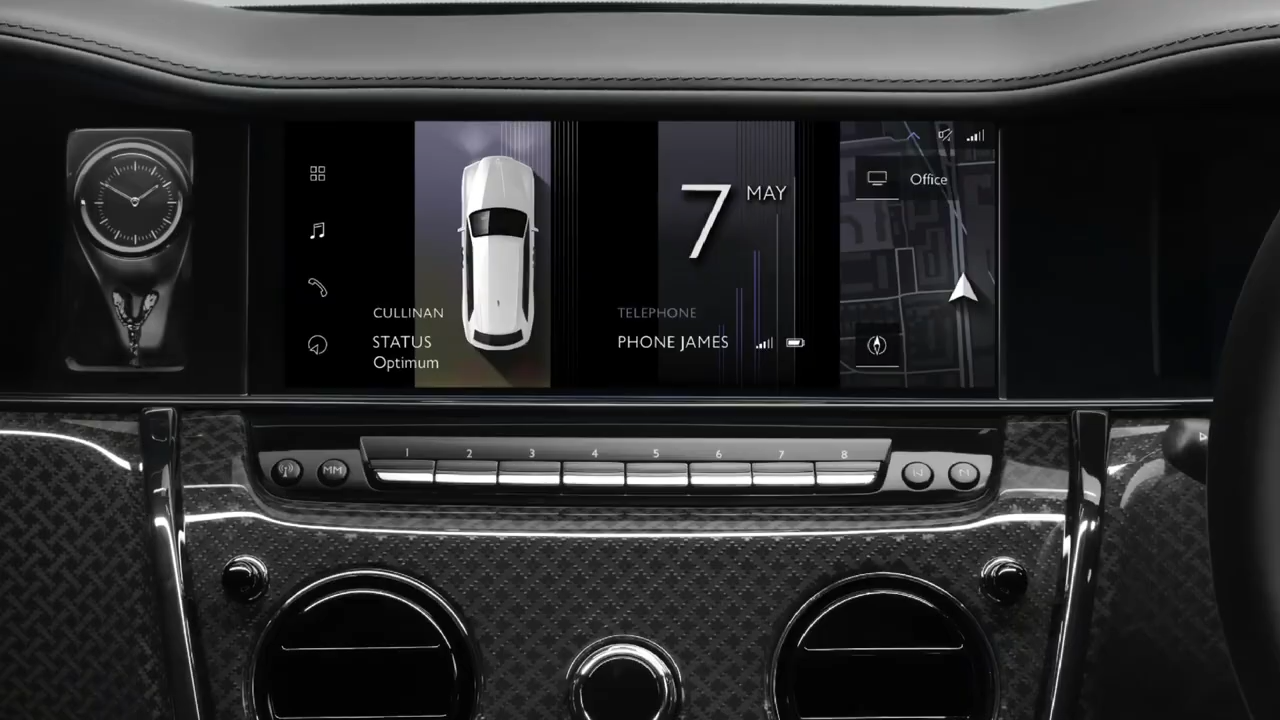 Office
7 MAY
CULLINAN
STATUS
Optimum
TELEPHONE
PHONE JAMES
1 2 3 4 5 6 7 8
MM